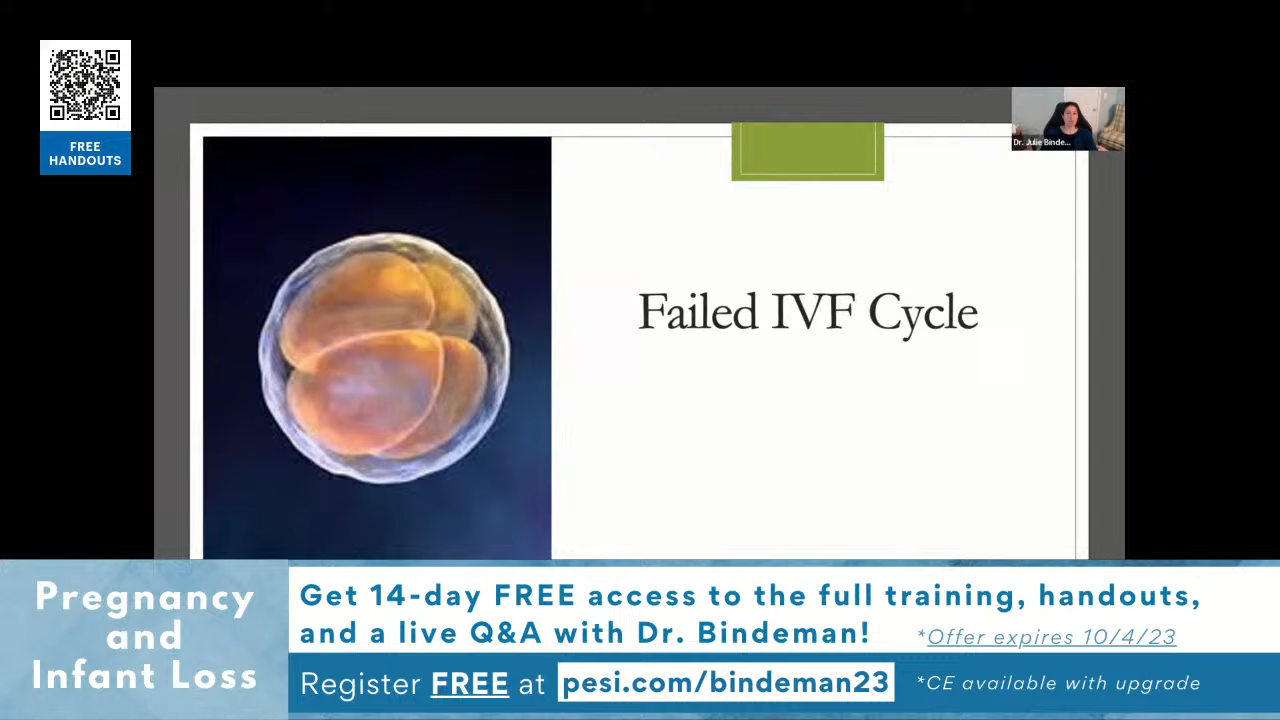 FREE
HANDOUTS
Dr. Julie Binde...
Failed IVF Cycle
Pregnancy
and
Infant Loss
Get 14-day FREE access to the full training, handouts,
and a live Q&A with Dr. Bindeman!
*Offer expires 10/4/23
Register FREE at pesi.com/bindeman23
*CE available with upgrade